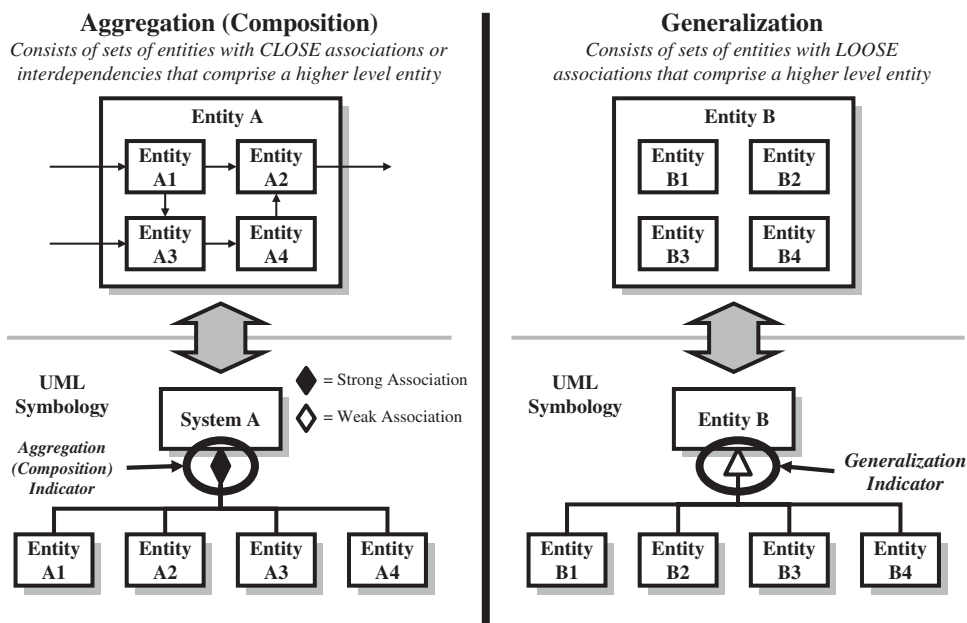 Aggregation (Composition)
Consists of sets of entities with CLOSE associations or
interdependencies that comprise a higher level entity
Entity A
Entity
A1
Entity
A2
Entity
A3
Entity
A4
UML
Symbology
= Strong Association
= Weak Association
System A
Aggregation
(Composition)
Indicator
Entity
A1
Entity
A2
Entity
A3
Entity
A4
Generalization
Consists of sets of entities with LOOSE
associations that comprise a higher level entity
Entity B
Entity
B1
Entity
B2
Entity
B3
Entity
B4
UML
Symbology
Entity B
Generalization
Indicator
Entity
B1
Entity
B2
Entity
B3
Entity
B4